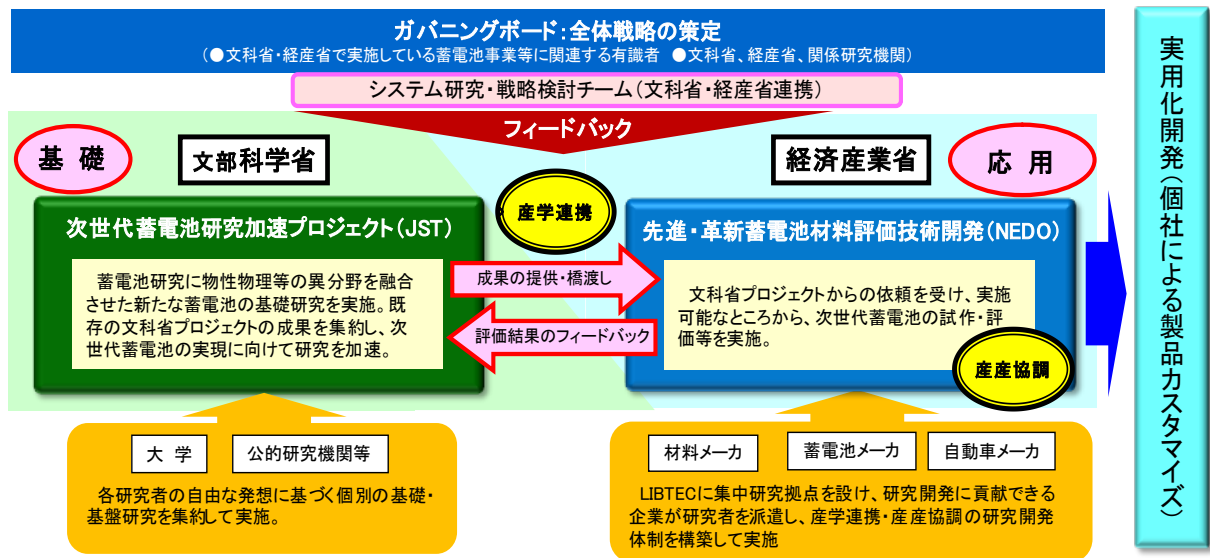 ガバニングボード:全体戦略の策定
(●文科省・経産省で実施している蓄電池事業等に関連する有識者 ●文科省、経産省、関係研究機関)
システム研究・戦略検討チーム(文科省・経産省連携)
フィードバック
基 礎
文部科学省
経済産業省
応 用
産学連携
次世代蓄電池研究加速プロジェクト(JST)
蓄電池研究に物性物理等の異分野を融合
させた新たな蓄電池の基礎研究を実施。既
存の文科省プロジェクトの成果を集約し、次
世代蓄電池の実現に向けて研究を加速。
成果の提供・橋渡し
評価結果のフィードバック
先進・革新蓄電池材料評価技術開発(NEDO)
文科省プロジェクトからの依頼を受け、実施
可能なところから、次世代蓄電池の試作・評
価等を実施。
産産協調
大 学
公的研究機関等
各研究者の自由な発想に基づく個別の基礎・
基盤研究を集約して実施。
材料メーカ
蓄電池メーカ
自動車メーカ
LIBTECに集中研究拠点を設け、研究開発に貢献できる
企業が研究者を派遣し、産学連携・産産協調の研究開発
体制を構築して実施
実用化開発(個社による製品カスタマイズ)